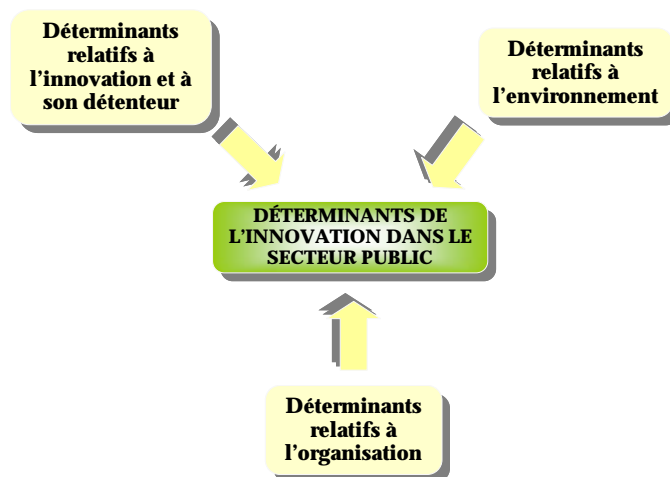 Déterminants
relatifs à
l'innovation et à
son détenteur
Déterminants
relatifs à
l'environnement
DÉTERMINANTS DE
L'INNOVATION DANS LE
SECTEUR PUBLIC
Déterminants
relatifs à
l'organisation